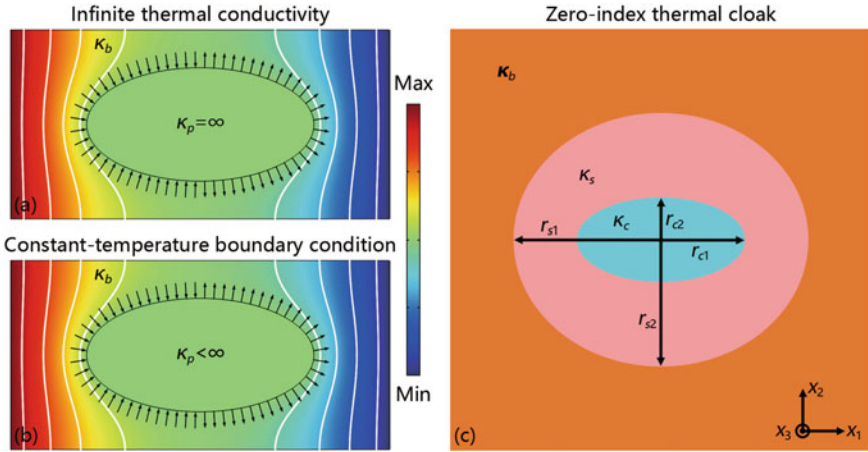 Infinite thermal conductivity
κb
κp=∞
(a)
Constant-temperature boundary condition
κb
κp<∞
(b)
Max
Min
Zero-index thermal cloak
κb
κs
κc
rc2
rs1
rc1
rs2
x2
x3
x1
(c)